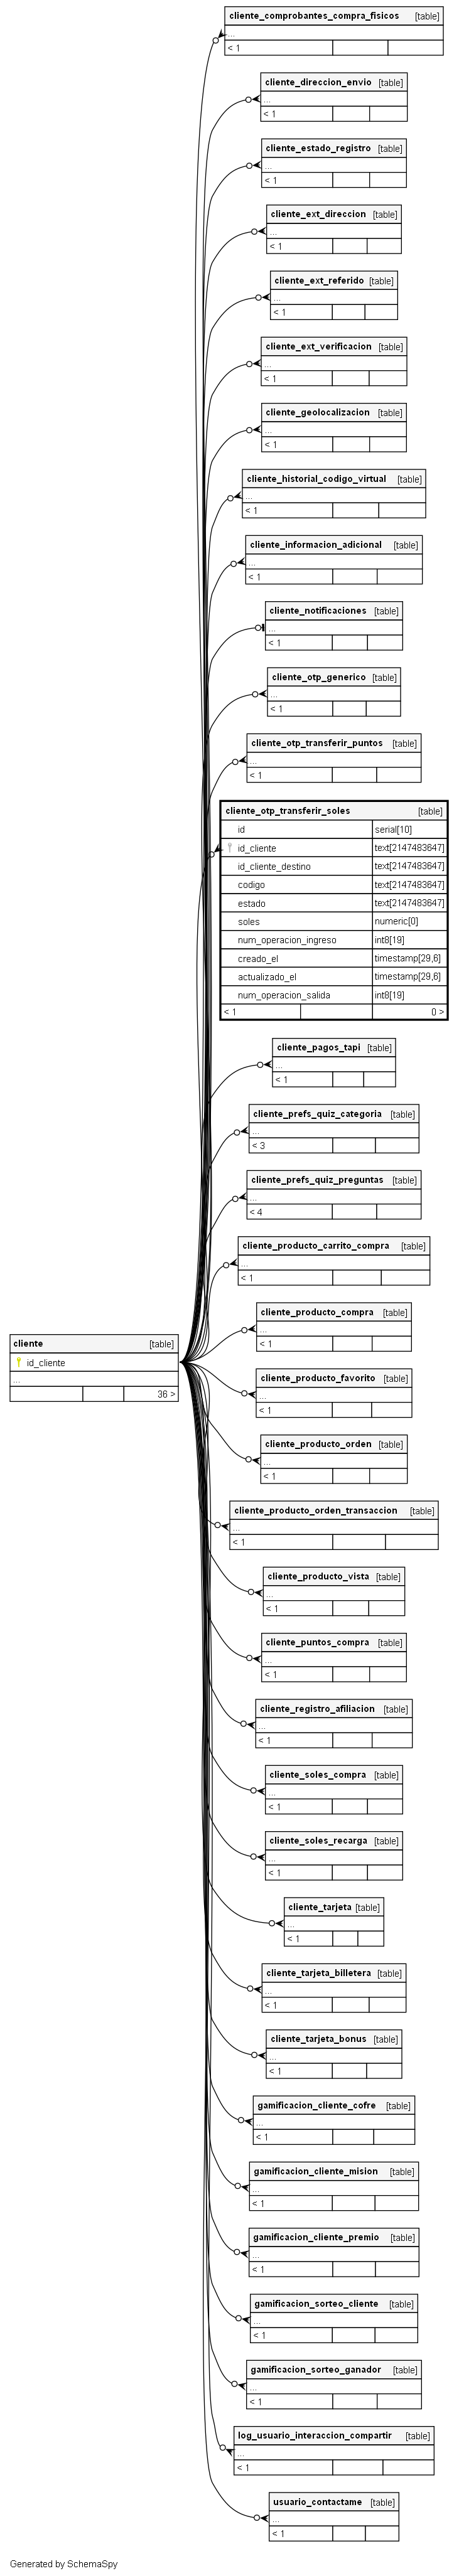 cliente_comprobantes_compra_fisicos [table]
...
< 1
cliente_direccion_envio [table]
...
< 1
cliente_estado_registro [table]
...
< 1
cliente_ext_direccion [table]
...
< 1
cliente_ext_referido [table]
...
< 1
cliente_ext_verificacion [table]
...
< 1
cliente_geolocalizacion [table]
...
< 1
cliente_historial_codigo_virtual [table]
...
< 1
cliente_informacion_adicional [table]
...
< 1
cliente_notificaciones [table]
...
< 1
cliente_otp_generico [table]
...
< 1
cliente_otp_transferir_puntos [table]
...
< 1
cliente_otp_transferir_soles [table]
id serial[10]
id_cliente text[2147483647]
id_cliente_destino text[2147483647]
codigo text[2147483647]
estado text[2147483647]
soles numeric[0]
num_operacion_ingreso int8[19]
creado_el timestamp[29,6]
actualizado_el timestamp[29,6]
num_operacion_salida int8[19]
< 1 0 >
cliente_pagos_tapi [table]
...
< 1
cliente_prefs_quiz_categoria [table]
...
< 3
cliente_prefs_quiz_preguntas [table]
...
< 4
cliente_producto_carrito_compra [table]
...
< 1
cliente_producto_compra [table]
...
< 1
cliente [table]
id_cliente
...
36 >
cliente_producto_favorito [table]
...
< 1
cliente_producto_orden [table]
...
< 1
cliente_producto_orden_transaccion [table]
...
< 1
cliente_producto_vista [table]
...
< 1
cliente_puntos_compra [table]
...
< 1
cliente_registro_afiliacion [table]
...
< 1
cliente_soles_compra [table]
...
< 1
cliente_soles_recarga [table]
...
< 1
cliente_tarjeta [table]
...
< 1
cliente_tarjeta_billetera [table]
...
< 1
cliente_tarjeta_bonus [table]
...
< 1
gamificacion_cliente_cofre [table]
...
< 1
gamificacion_cliente_mision [table]
...
< 1
gamificacion_cliente_premio [table]
...
< 1
gamificacion_sorteo_cliente [table]
...
< 1
gamificacion_sorteo_ganador [table]
...
< 1
log_usuario_interaccion_compartir [table]
...
< 1
usuario_contactame [table]
...
< 1
Generated by SchemaSpy